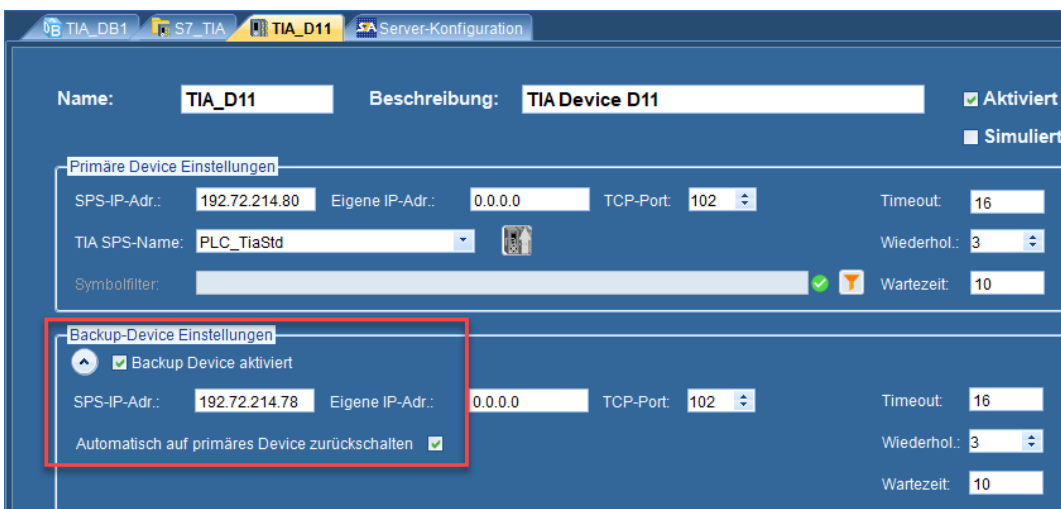 TIA_DB1 S7_TIA TIA_D11 Server-Konfiguration
Name: TIA_D11 Beschreibung: TIA Device D11 Aktiviert
Simuliert
Primäre Device Einstellungen
SPS-IP-Adr.: 192.72.214.80 Eigene IP-Adr.: 0.0.0.0 TCP-Port: 102 Timeout: 16
TIA SPS-Name: PLC_TiaStd Wiederhol.: 3
Symbolfilter: Wartezeit: 10
Backup-Device Einstellungen
Backup Device aktiviert
SPS-IP-Adr.: 192.72.214.78 Eigene IP-Adr.: 0.0.0.0 TCP-Port: 102 Timeout: 16
Automatisch auf primäres Device zurückschalten Wiederhol.: 3
Wartezeit: 10